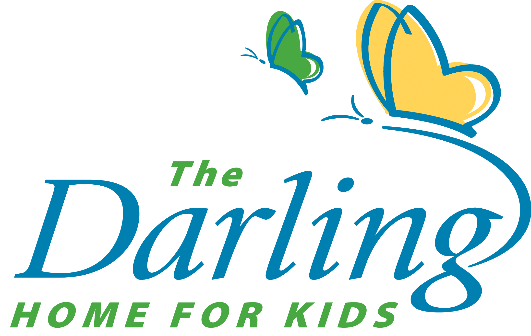 The
Darling
HOME FOR KIDS